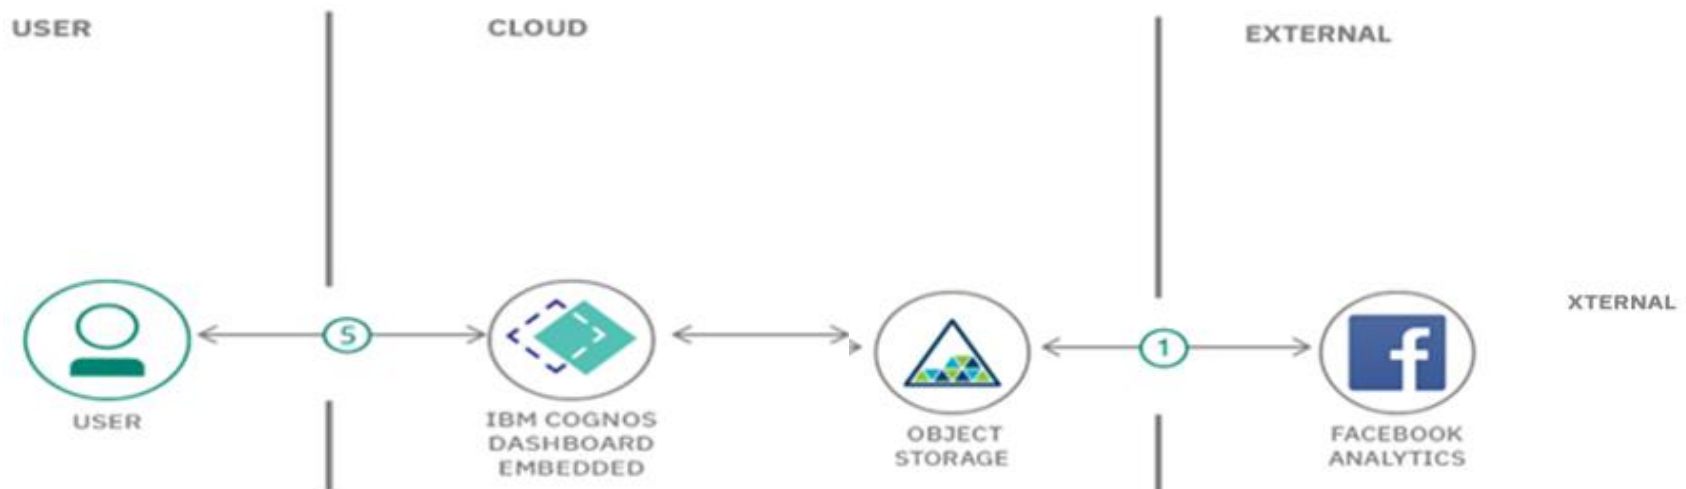 USER
CLOUD
EXTERNAL
XTERNAL
5
1
USER
IBM COGNOS
DASHBOARD
EMBEDDED
OBJECT
STORAGE
f
FACEBOOK
ANALYTICS